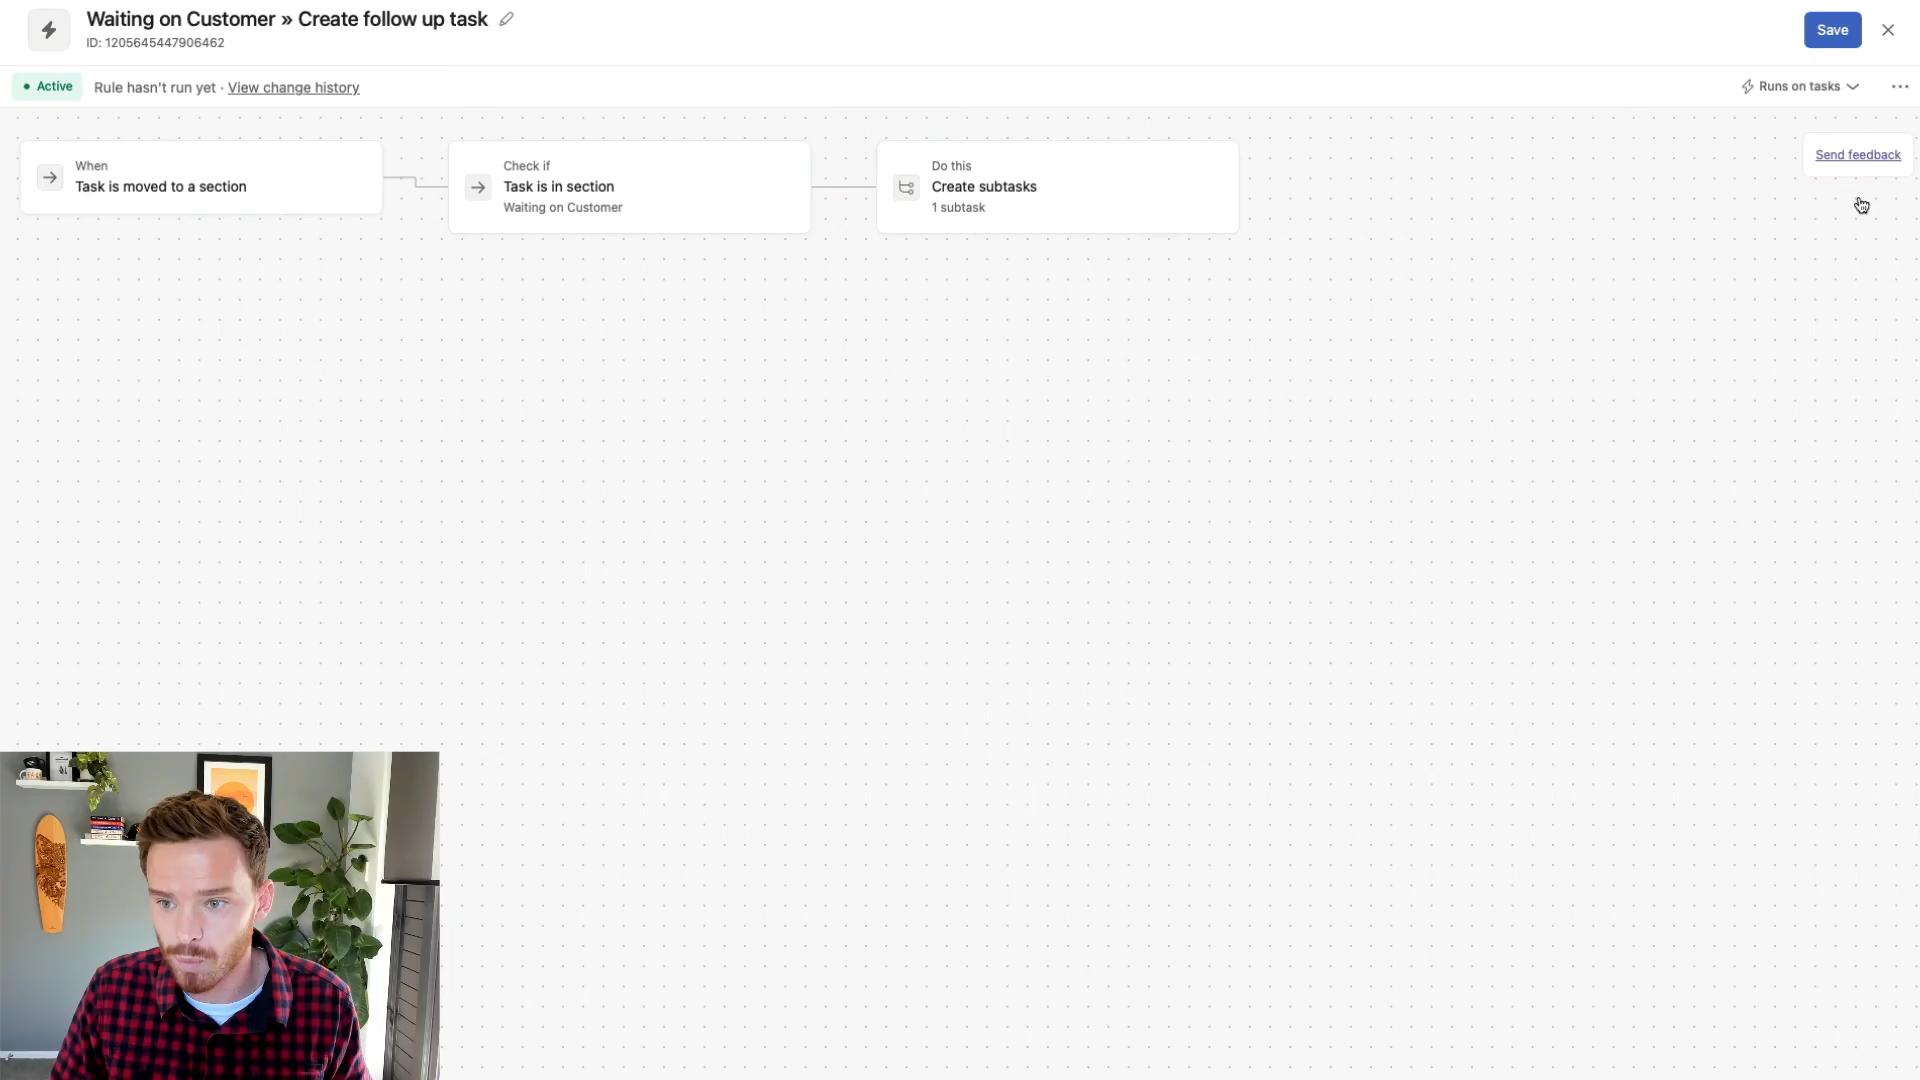 Waiting on Customer » Create follow up task
ID: 1205645447906462
Save
Active
Rule hasn't run yet · View change history
Runs on tasks
When
Task is moved to a section
Check if
Task is in section
Waiting on Customer
Do this
Create subtasks
1 subtask
Send feedback